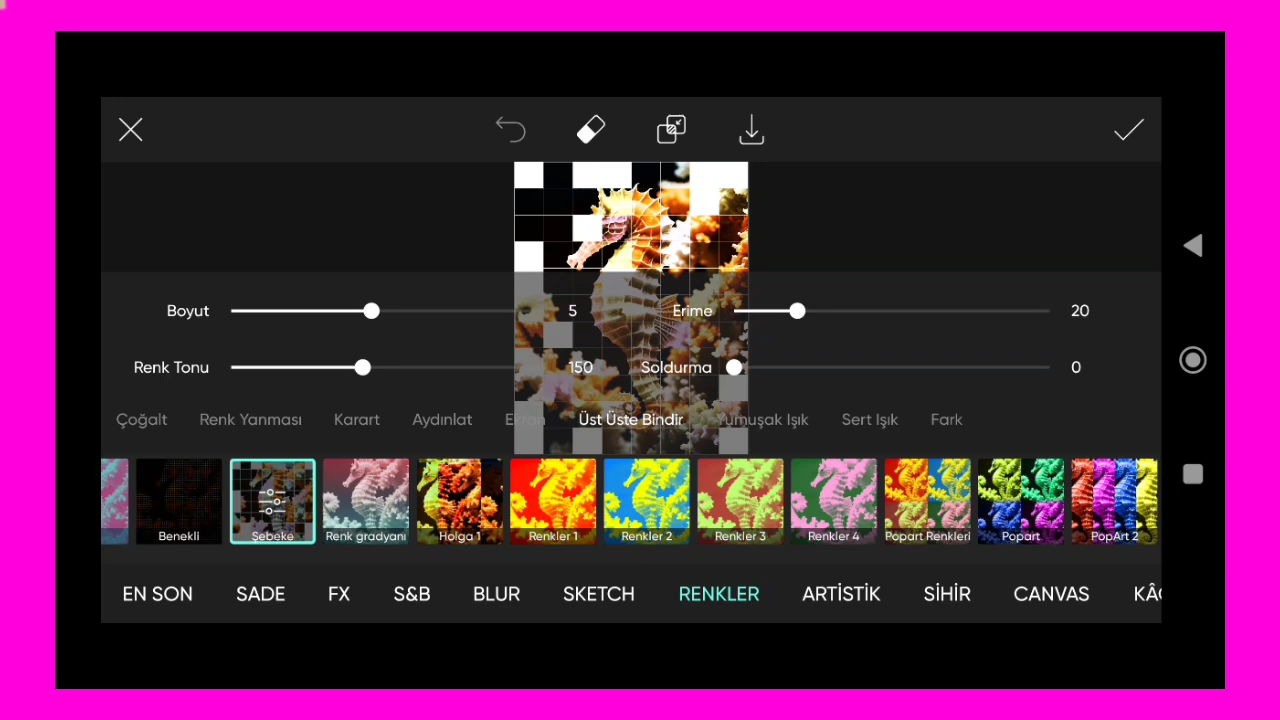 Boyut 5 Erime 20
Renk Tonu 150 Soldurma 0
Çoğalt Renk Yanması Karart Aydınlat Ekran Üst Üste Bindir Yumuşak Işık Sert Işık Fark
Benekli Şebeke Renk gradyanı Holga 1 Renkler 1 Renkler 2 Renkler 3 Renkler 4 Popart Renkleri Popart PopArt 2
EN SON SADE FX S&B BLUR SKETCH RENKLER ARTİSTİK SİHİR CANVAS